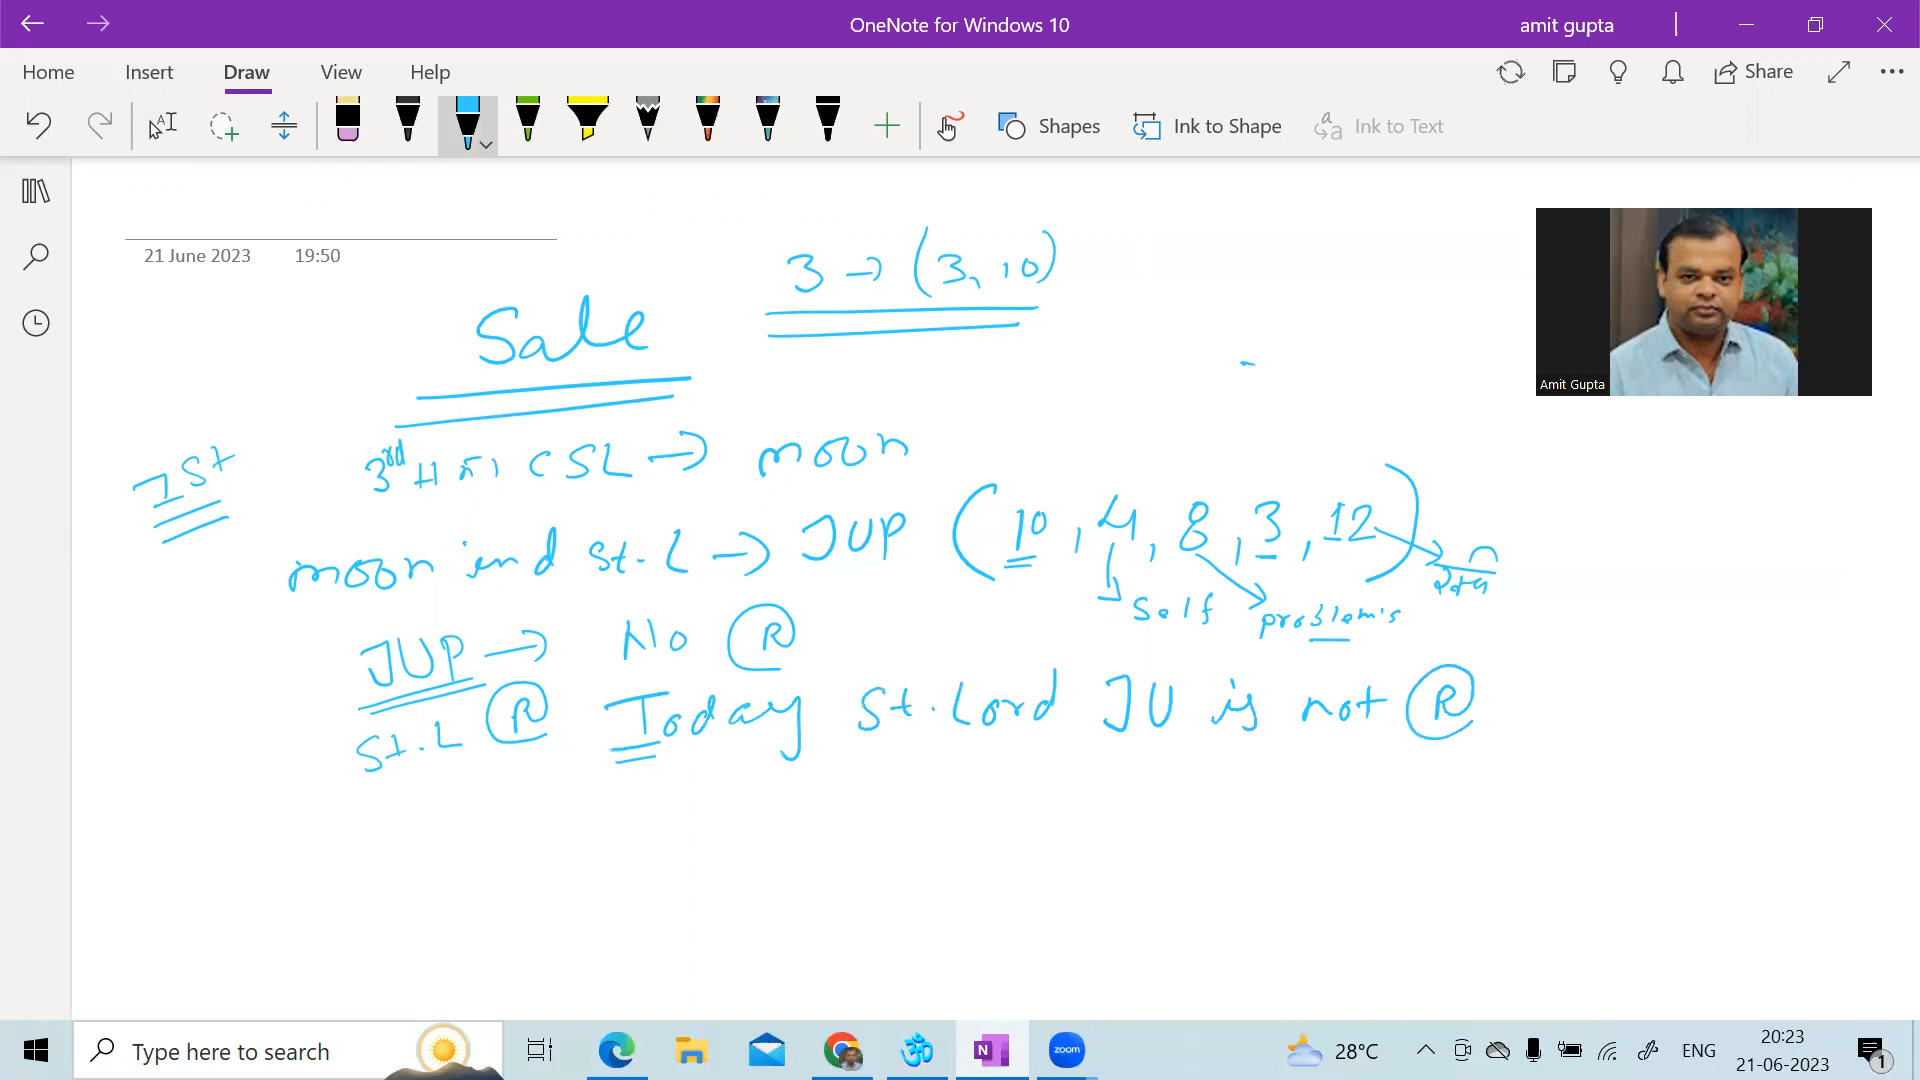 OneNote for Windows 10
amit gupta
Home Insert Draw View Help
Share
Shapes Ink to Shape Ink to Text
21 June 2023 19:50
3 → (3, 10)
Sale
Amit Gupta
1st
3rd H CSL → moon
moon ind St.L → JUP (10, 4, 8, 3, 12)
Self problem's
JUP → No R
St.L R Today St.Lord JU is not R
Type here to search
zoom
28°C
ENG
20:23
21-06-2023
1